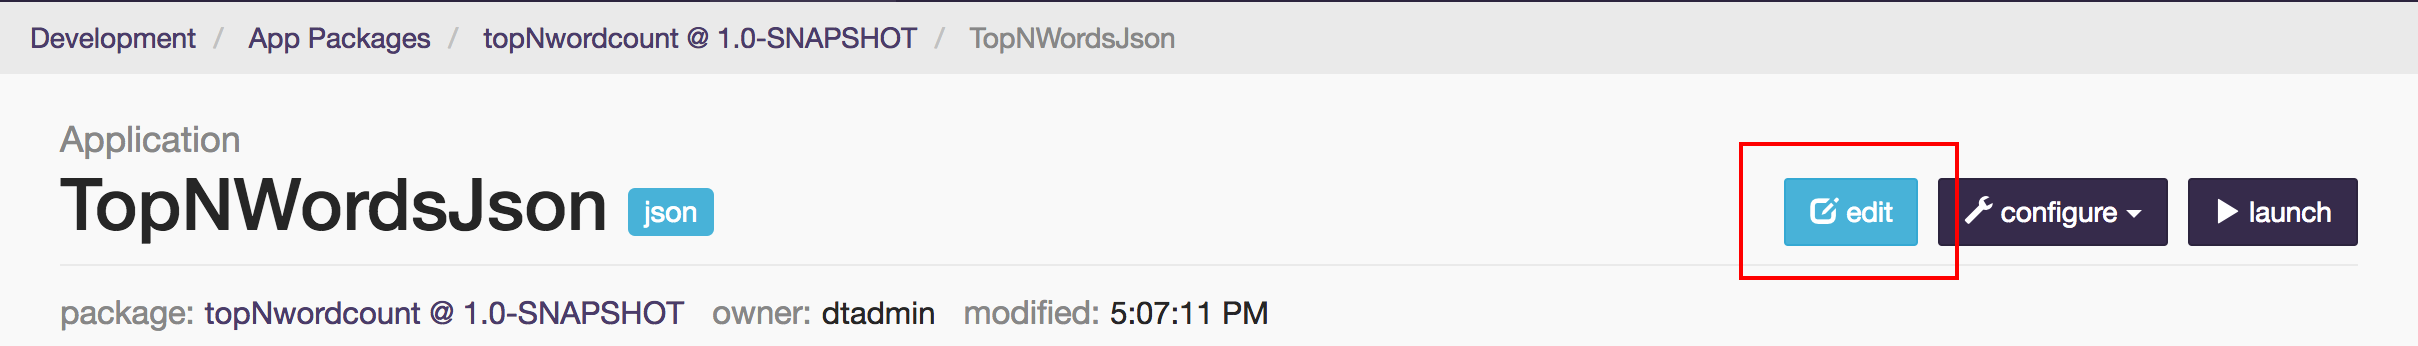 Development / App Packages / topNwordcount @ 1.0-SNAPSHOT / TopNWordsJson
Application
TopNWordsJson json edit configure launch
package: topNwordcount @ 1.0-SNAPSHOT owner: dtadmin modified: 5:07:11 PM